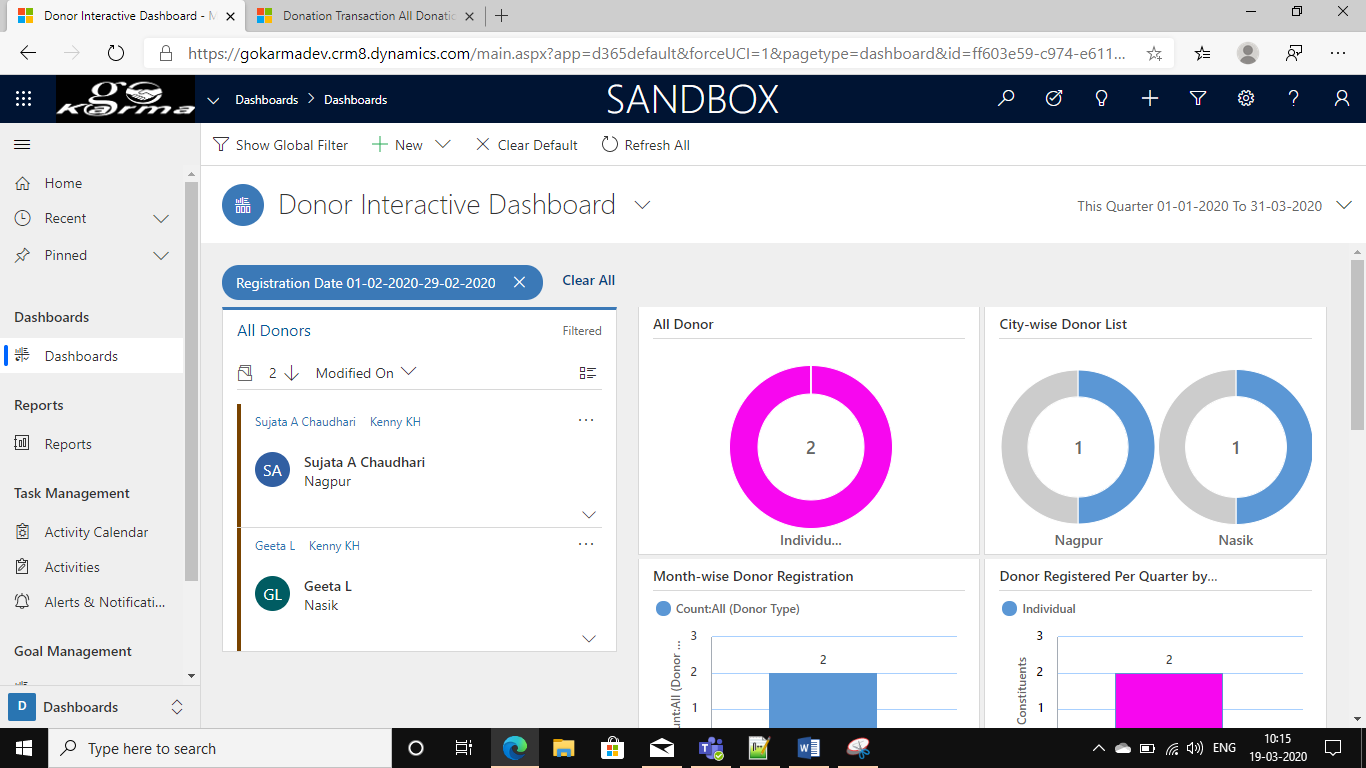 Donor Interactive Dashboard - M
Donation Transaction All Donatio
https://gokarmadev.crm8.dynamics.com/main.aspx?app=d365default&forceUCI=1&pagetype=dashboard&id=ff603e59-c974-e611...
go karma
Dashboards > Dashboards
SANDBOX
Show Global Filter
New
Clear Default
Refresh All
Home
Recent
Pinned
Dashboards
Dashboards
Reports
Reports
Task Management
Activity Calendar
Activities
Alerts & Notificati...
Goal Management
D Dashboards
Donor Interactive Dashboard
This Quarter 01-01-2020 To 31-03-2020
Registration Date 01-02-2020-29-02-2020
Clear All
All Donors
Filtered
2
Modified On
Sujata A Chaudhari Kenny KH
...
SA
Sujata A Chaudhari
Nagpur
Geeta L Kenny KH
...
GL
Geeta L
Nasik
All Donor
2
Individu...
City-wise Donor List
1
1
Nagpur
Nasik
Month-wise Donor Registration
Count:All (Donor Type)
unt:All (Donor ...
3
2
1
2
Donor Registered Per Quarter by...
Individual
Constituents
3
2
1
2
Type here to search
ENG
10:15
19-03-2020